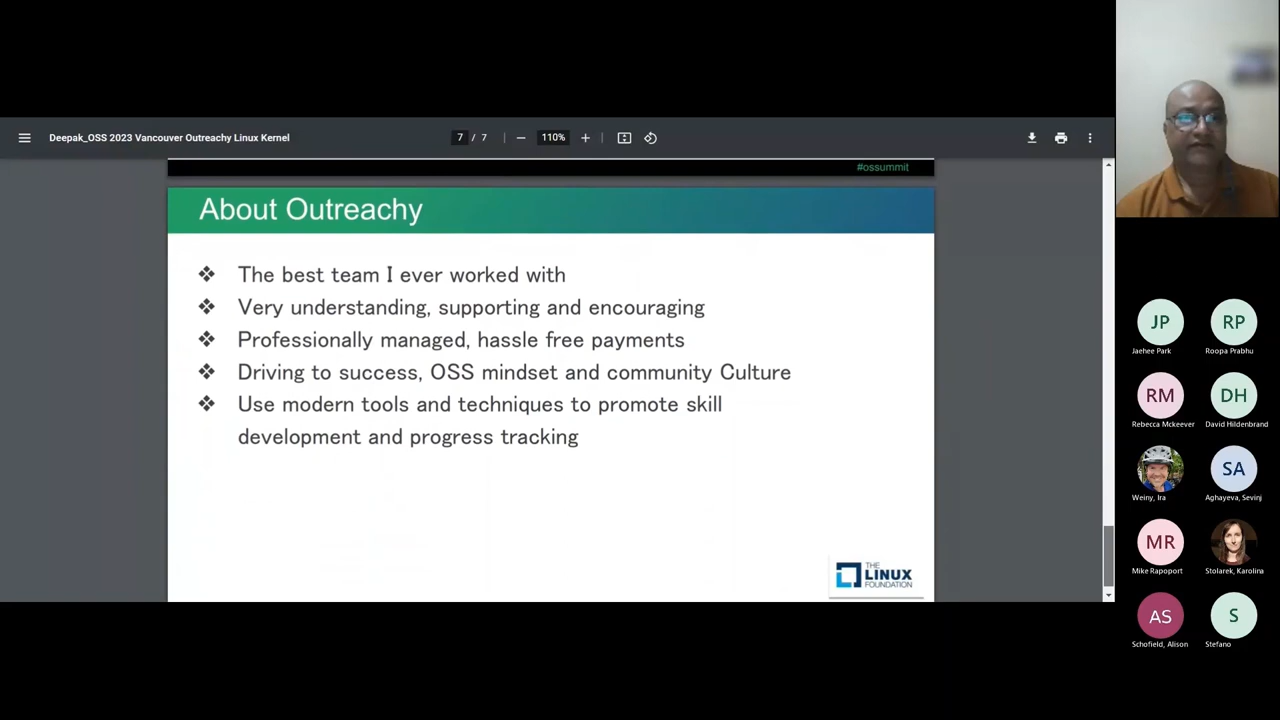 Deepak_OSS 2023 Vancouver Outreachy Linux Kernel
7 / 7
110%
#ossummit
About Outreachy
❖ The best team I ever worked with
❖ Very understanding, supporting and encouraging
❖ Professionally managed, hassle free payments
❖ Driving to success, OSS mindset and community Culture
❖ Use modern tools and techniques to promote skill
development and progress tracking
THE
LINUX
FOUNDATION
JP
RP
Jaehee Park
Roopa Prabhu
RM
DH
Rebecca Mckeever
David Hildenbrand
SA
Weiny, Ira
Aghayeva, Sevinj
MR
Mike Rapoport
Stolarek, Karolina
AS
S
Schofield, Alison
Stefano